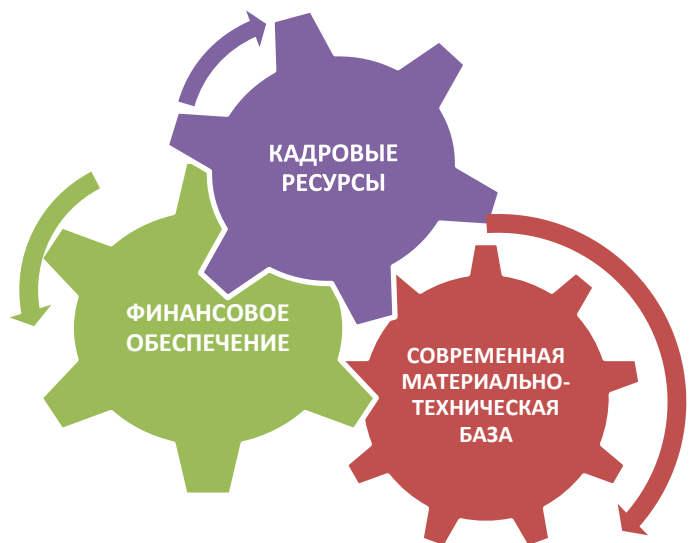 КАДРОВЫЕ
РЕСУРСЫ
ФИНАНСОВОЕ
ОБЕСПЕЧЕНИЕ
СОВРЕМЕННАЯ
МАТЕРИАЛЬНО-
ТЕХНИЧЕСКАЯ
БАЗА